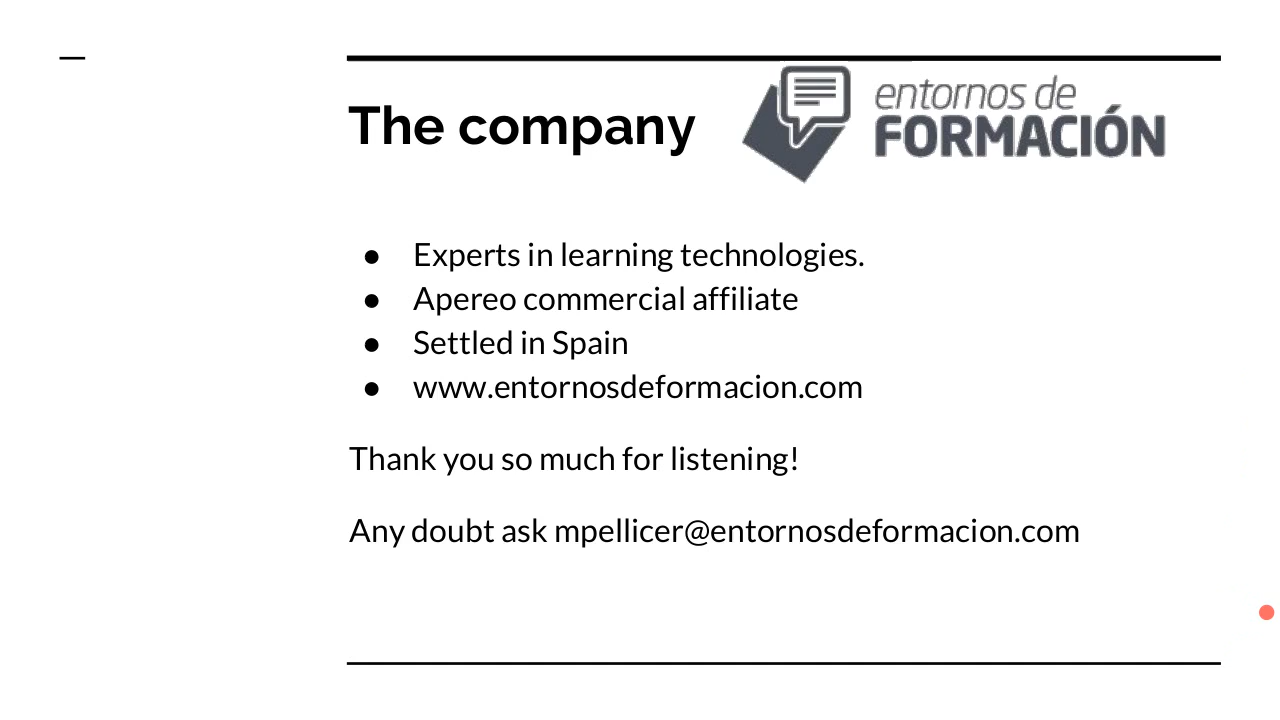 The company
entornos de
FORMACIÓN
● Experts in learning technologies.
● Apereo commercial affiliate
● Settled in Spain
● www.entornosdeformacion.com
Thank you so much for listening!
Any doubt ask mpellicer@entornosdeformacion.com